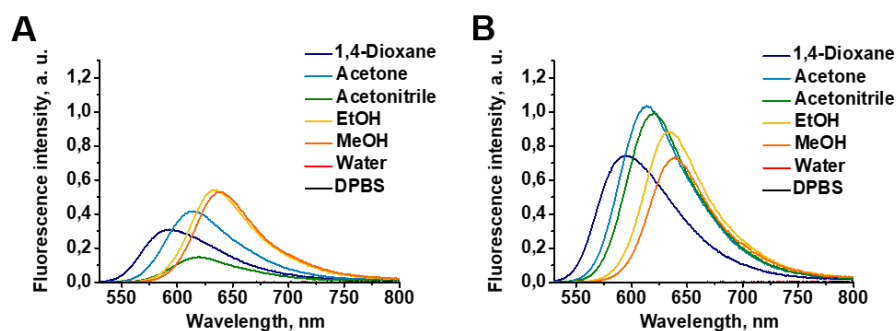 A
Fluorescence intensity, a. u.
1,2
1,0
0,8
0,6
0,4
0,2
0,0
550
600
650
700
750
800
Wavelength, nm
1,4-Dioxane
Acetone
Acetonitrile
EtOH
MeOH
Water
DPBS
B
Fluorescence intensity, a. u.
1,2
1,0
0,8
0,6
0,4
0,2
0,0
550
600
650
700
750
800
Wavelength, nm
1,4-Dioxane
Acetone
Acetonitrile
EtOH
MeOH
Water
DPBS